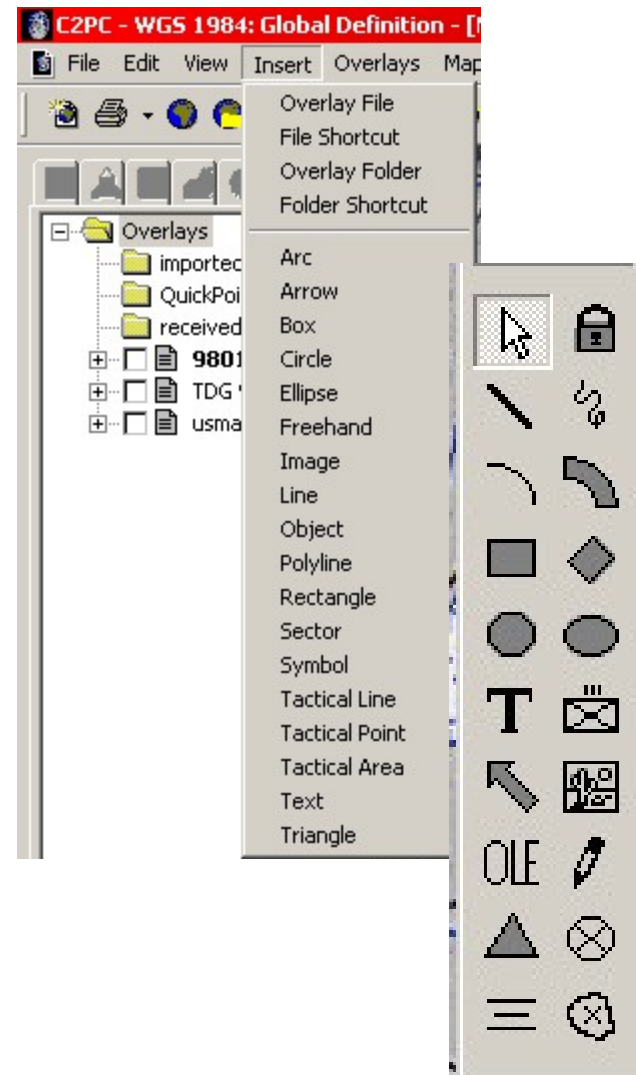 C2PC - WGS 1984: Global Definition - [
File Edit View Insert Overlays Map
Overlay File
File Shortcut
Overlay Folder
Folder Shortcut
Arc
Arrow
Box
Circle
Ellipse
Freehand
Image
Line
Object
Polyline
Rectangle
Sector
Symbol
Tactical Line
Tactical Point
Tactical Area
Text
Triangle
Overlays
imported
QuickPoi
received
9801
TDG
usma
T
OLE